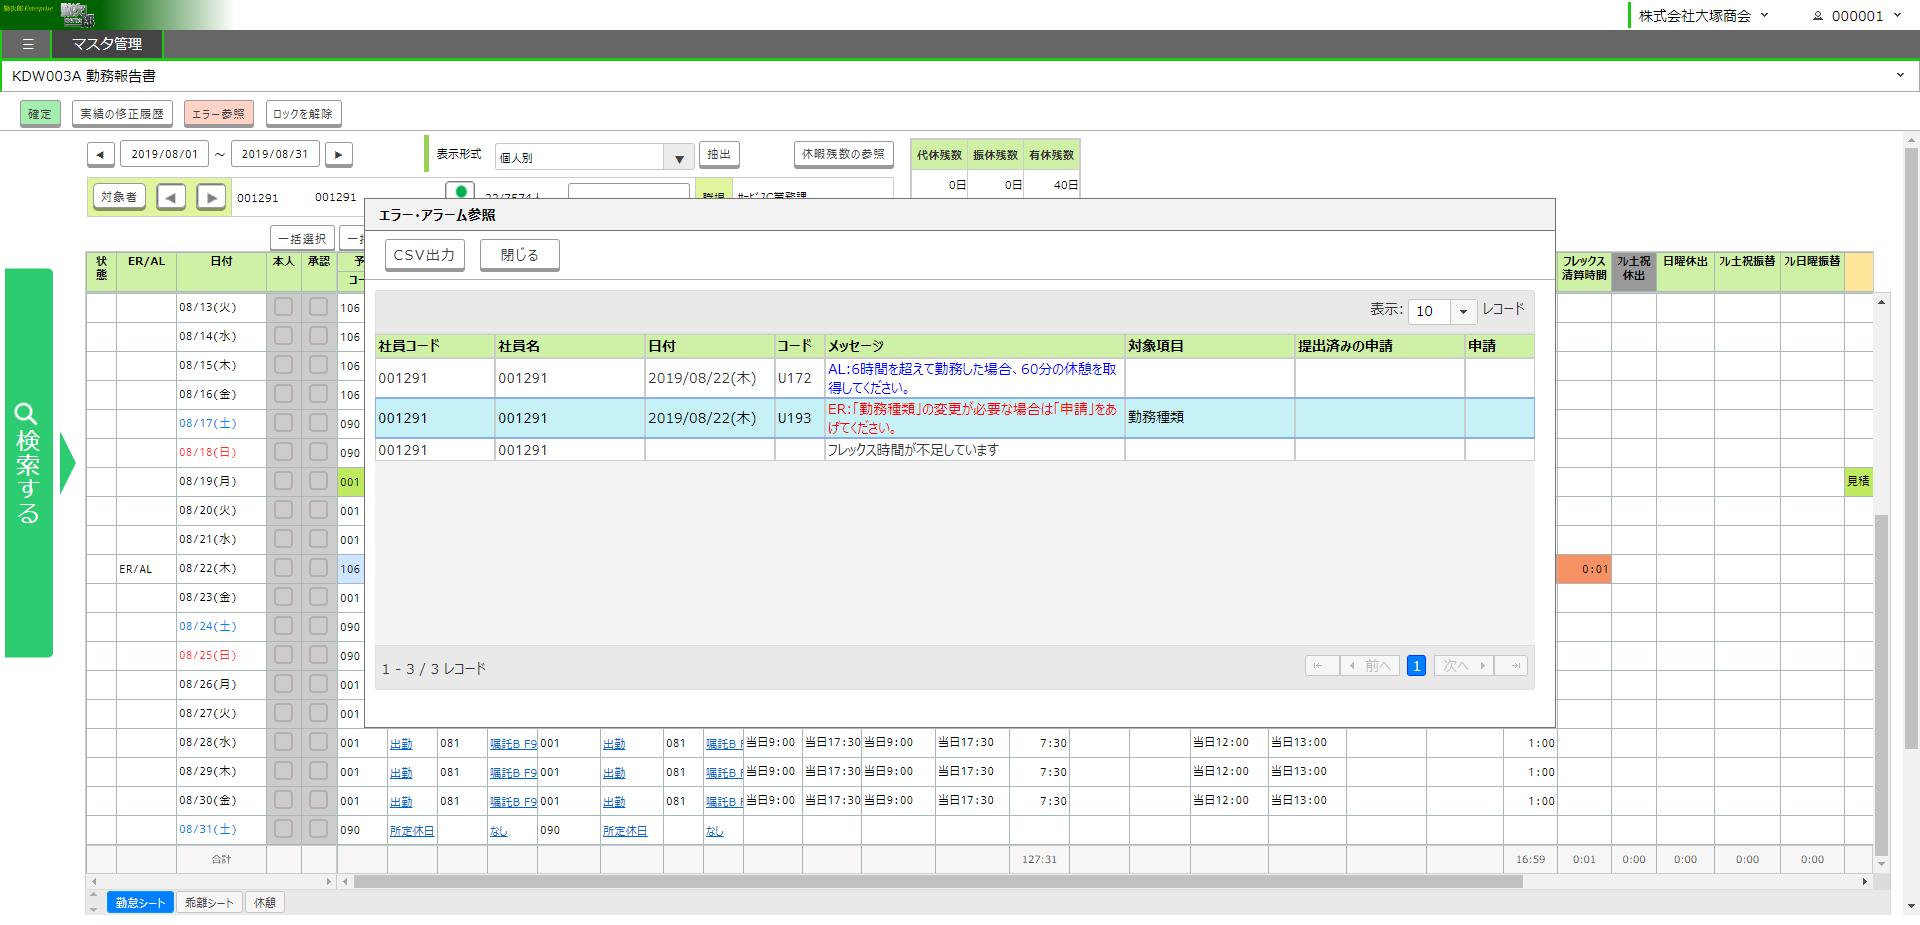 勤次郎 Enterprise
株式会社大塚商会
000001
マスタ管理
KDW003A 勤務報告書
確定 実績の修正履歴 エラー参照 ロックを解除
◀ 2019/08/01 ～ 2019/08/31 ▶
表示形式 個人別 ▼ 抽出 休暇残数の参照
代休残数 振休残数 有休残数
0日 0日 40日
対象者 ◀ ▶ 001291 001291
一括選択
状態 ER/AL 日付 本人 承認
フレックス清算時間 フル土祝休出 日曜休出 フル土祝振替 フル日曜振替
検索する
エラー・アラーム参照
CSV出力 閉じる
表示: 10 レコード
社員コード 社員名 日付 コード メッセージ 対象項目 提出済みの申請 申請
001291 001291 2019/08/22(木) U172 AL:6時間を超えて勤務した場合、60分の休憩を取
得してください。
001291 001291 2019/08/22(木) U193 ER:「勤務種類」の変更が必要な場合は「申請」をあ 勤務種類
げてください。
001291 001291 フレックス時間が不足しています
1 - 3 / 3 レコード
前へ 1 次へ
08/13(火) 106
08/14(水) 106
08/15(木) 106
08/16(金) 106
08/17(土) 090
08/18(日) 090
08/19(月) 001 見積
08/20(火) 001
08/21(水) 001
ER/AL 08/22(木) 106 0:01
08/23(金) 001
08/24(土) 090
08/25(日) 090
08/26(月) 001
08/27(火) 001
08/28(水) 001 出勤 081 嘱託B F9 001 出勤 081 嘱託B 当日9:00 当日17:30 当日9:00 当日17:30 7:30 当日12:00 当日13:00 1:00
08/29(木) 001 出勤 081 嘱託B F9 001 出勤 081 嘱託B 当日9:00 当日17:30 当日9:00 当日17:30 7:30 当日12:00 当日13:00 1:00
08/30(金) 001 出勤 081 嘱託B F9 001 出勤 081 嘱託B 当日9:00 当日17:30 当日9:00 当日17:30 7:30 当日12:00 当日13:00 1:00
08/31(土) 090 所定休日 なし 090 所定休日 なし
合計 127:31 16:59 0:01 0:00 0:00 0:00 0:00
勤怠シート 乖離シート 休憩